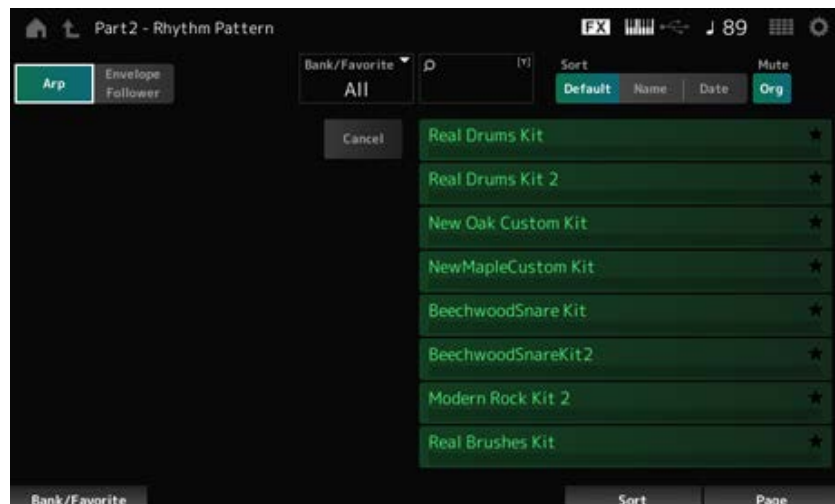 Part2 - Rhythm Pattern
FX
♩ 89
Arp
Envelope
Follower
Bank/Favorite
All
[Y]
Sort
Default
Name
Date
Mute
Org
Cancel
Real Drums Kit
Real Drums Kit 2
New Oak Custom Kit
NewMapleCustom Kit
BeechwoodSnare Kit
BeechwoodSnareKit2
Modern Rock Kit 2
Real Brushes Kit
Bank/Favorite
Sort
Page